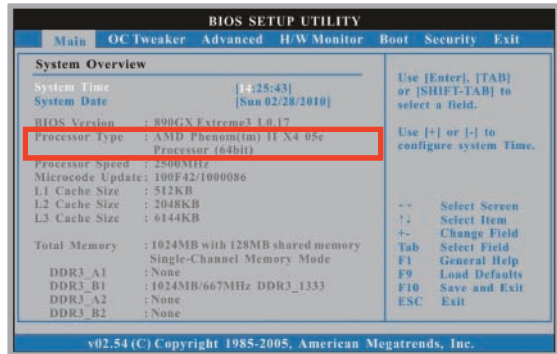 BIOS SETUP UTILITY
Main OC Tweaker Advanced H/W Monitor Boot Security Exit
System Overview
System Time [14:25:43]
System Date [Sun 02/28/2010]
BIOS Version : 890GX Extreme3 L0.17
Processor Type : AMD Phenom(tm) II X4 05e
Processor (64bit)
Processor Speed : 2500MHz
Microcode Update: 100F42/1000086
L1 Cache Size : 512KB
L2 Cache Size : 2048KB
L3 Cache Size : 6144KB
Total Memory : 1024MB with 128MB shared memory
Single-Channel Memory Mode
DDR3_A1 : None
DDR3_B1 : 1024MB/667MHz DDR3_1333
DDR3_A2 : None
DDR3_B2 : None
Use [Enter], [TAB]
or [SHIFT-TAB] to
select a field.
Use [+] or [-] to
configure system Time.
Select Screen
↑↓ Select Item
+- Change Field
Tab Select Field
F1 General Help
F9 Load Defaults
F10 Save and Exit
ESC Exit
v02.54 (C) Copyright 1985-2005, American Megatrends, Inc.